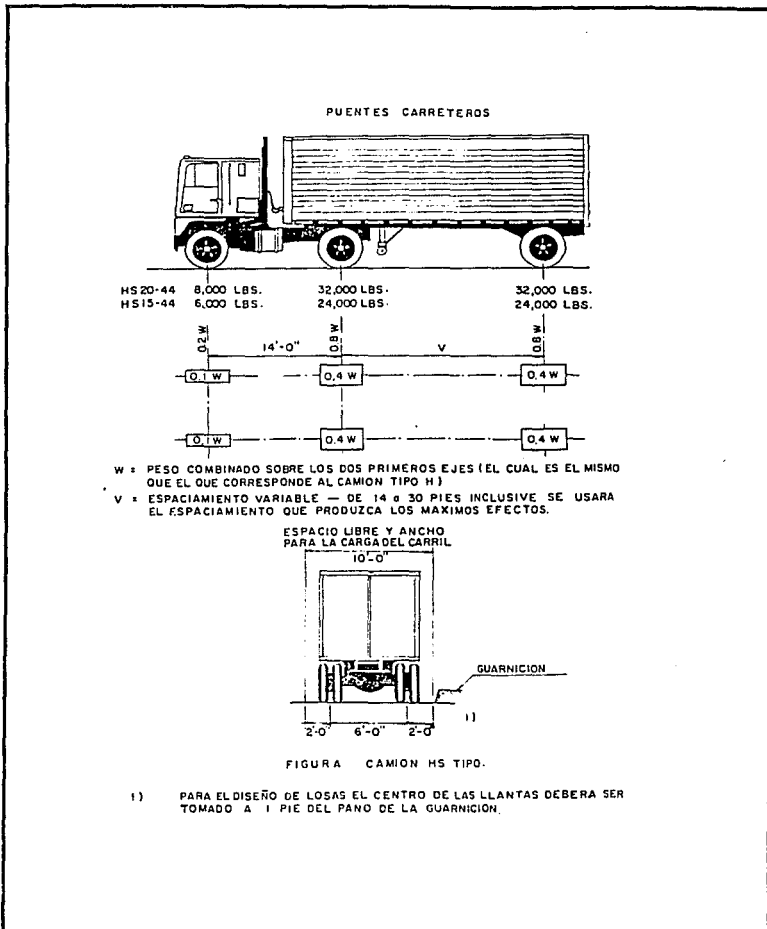 PUENTES CARRETEROS
HS20-44 8,000 LBS. 32,000 LBS. 32,000 LBS.
HS15-44 6,000 LBS. 24,000 LBS. 24,000 LBS.
0.2 W 0.8 W 0.8 W
14'-0" V
0.1 W 0.4 W 0.4 W
0.1 W 0.4 W 0.4 W
W = PESO COMBINADO SOBRE LOS DOS PRIMEROS EJES (EL CUAL ES EL MISMO
QUE EL QUE CORRESPONDE AL CAMION TIPO H)
V = ESPACIAMIENTO VARIABLE — DE 14 a 30 PIES INCLUSIVE SE USARA
EL ESPACIAMIENTO QUE PRODUZCA LOS MAXIMOS EFECTOS.
ESPACIO LIBRE Y ANCHO
PARA LA CARGA DEL CARRIL
10'-0"
GUARNICION
1)
2'-0" 6'-0" 2'-0"
FIGURA CAMION HS TIPO.
1) PARA EL DISEÑO DE LOSAS EL CENTRO DE LAS LLANTAS DEBERA SER
TOMADO A 1 PIE DEL PANO DE LA GUARNICION.